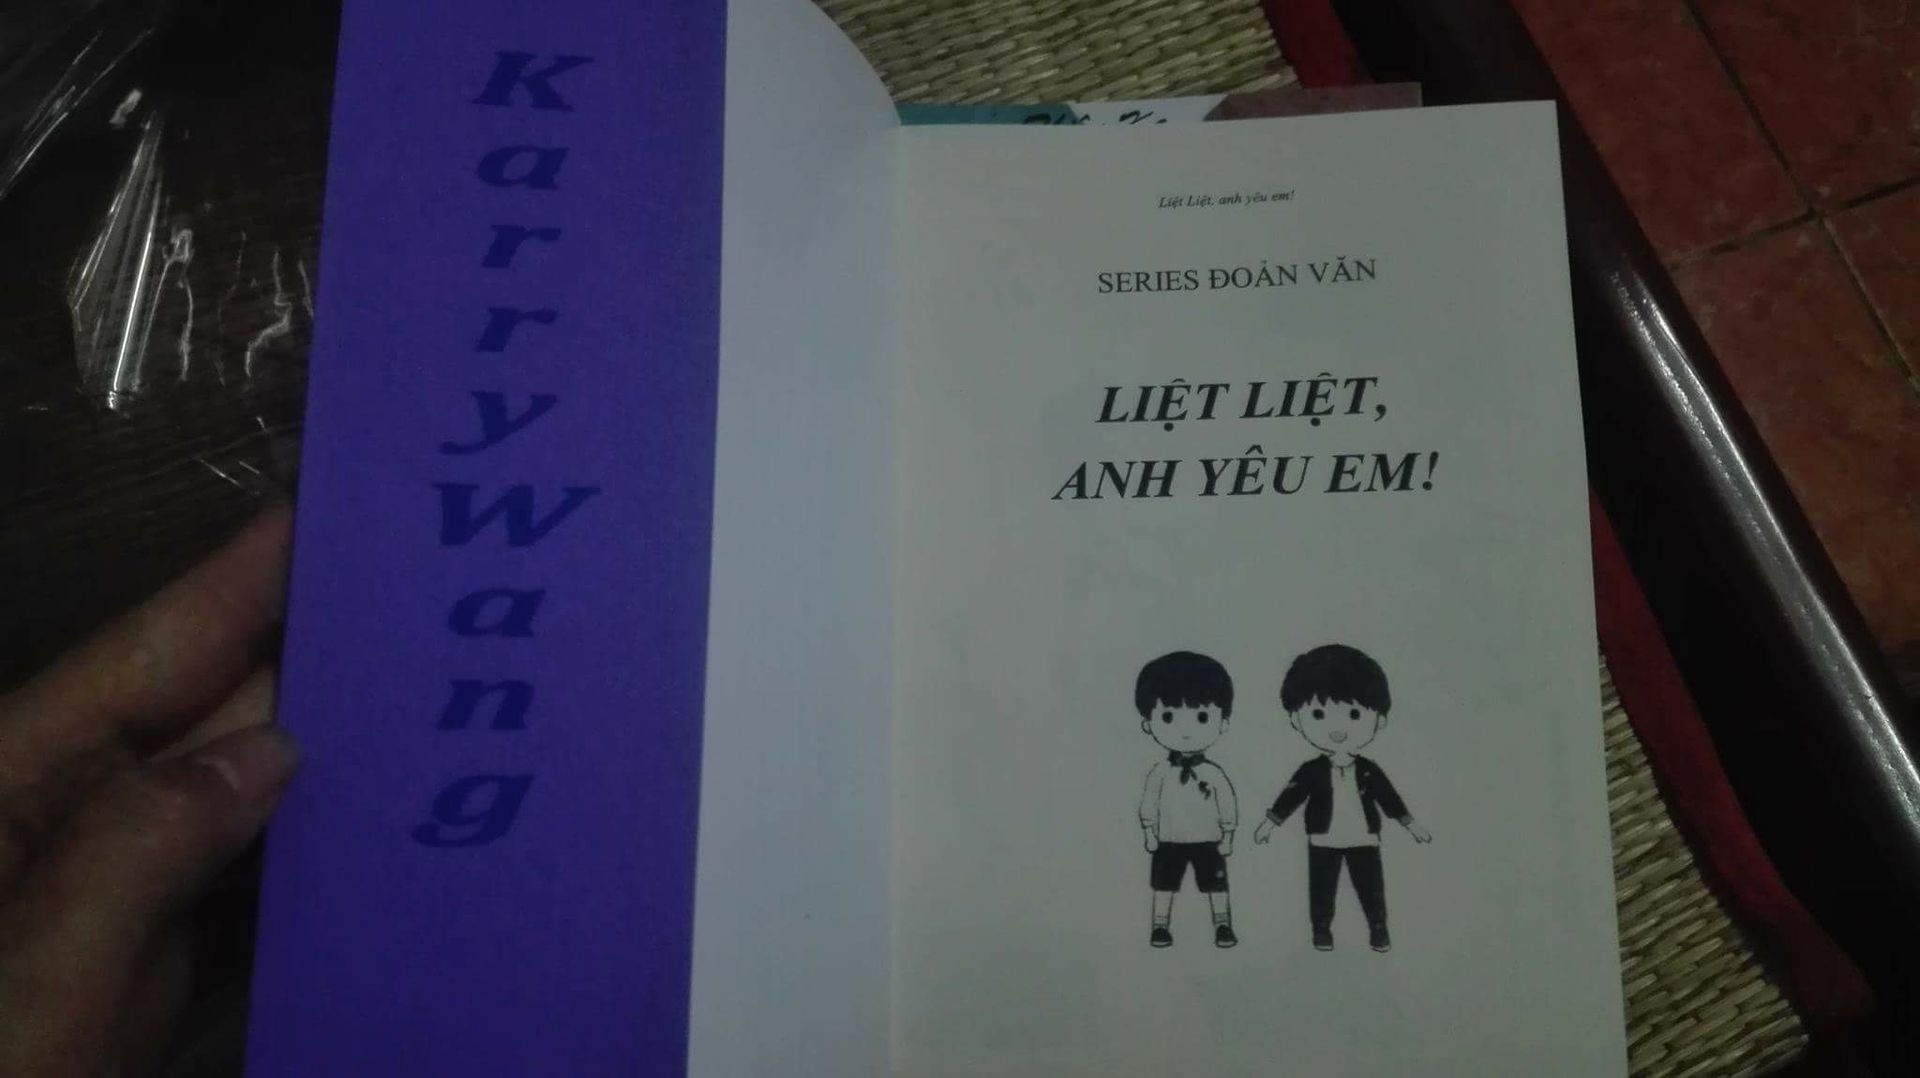 KarryWang
Liệt Liệt, anh yêu em!
SERIES ĐOẢN VĂN
LIỆT LIỆT,
ANH YÊU EM!